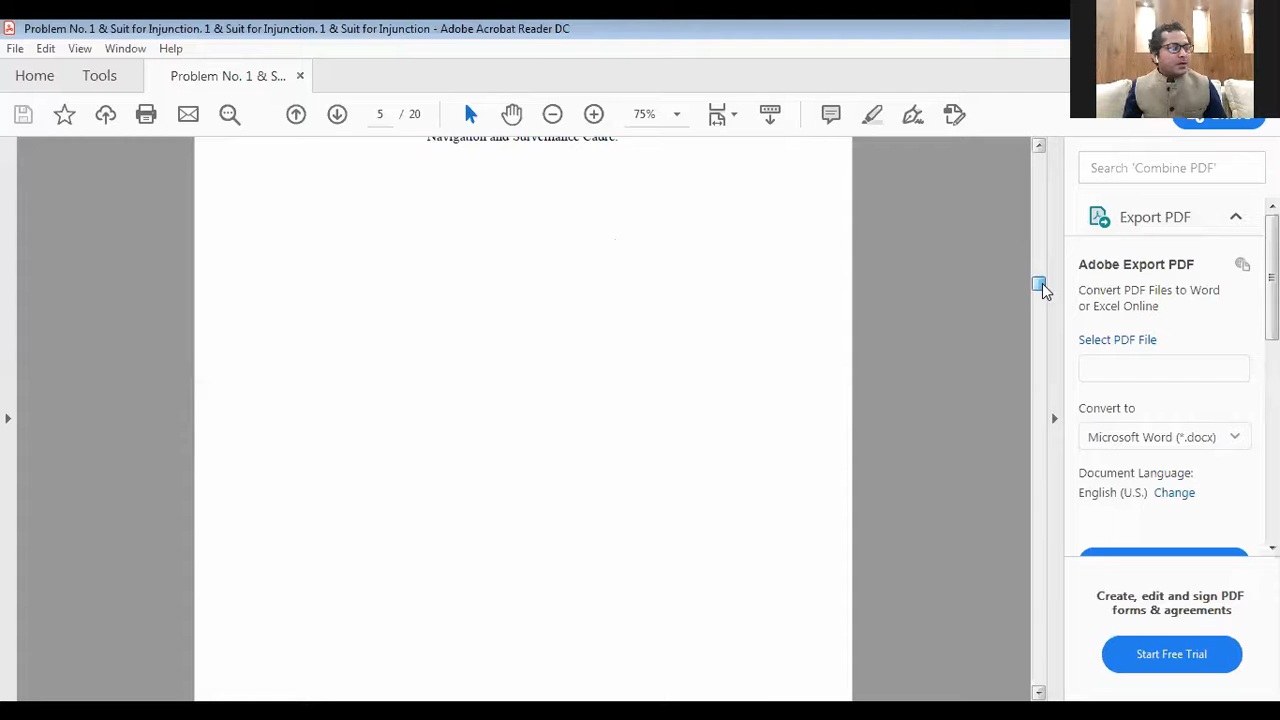 Problem No. 1 & Suit for Injunction. 1 & Suit for Injunction. 1 & Suit for Injunction - Adobe Acrobat Reader DC
File Edit View Window Help
Home Tools Problem No. 1 & S... ×
5 / 20 75%
Navigation and Surveillance Cadre.
Search 'Combine PDF'
Export PDF
Adobe Export PDF
Convert PDF Files to Word
or Excel Online
Select PDF File
Convert to
Microsoft Word (*.docx)
Document Language:
English (U.S.) Change
Create, edit and sign PDF
forms & agreements
Start Free Trial